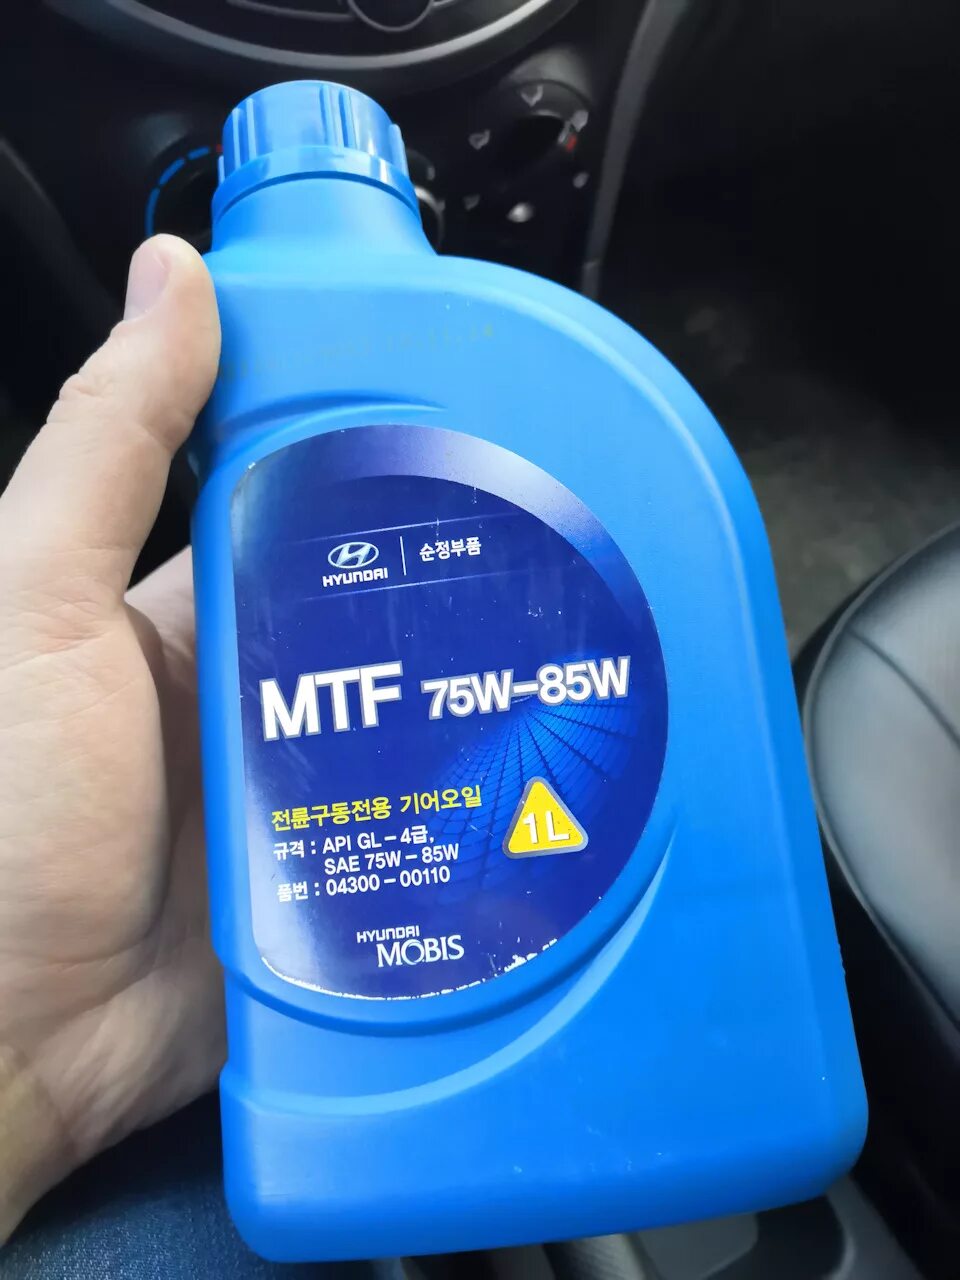 HYUNDAI 순정부품
MTF 75W-85W
전륜구동전용 기어오일
규격 : API GL-4급,
SAE 75W-85W
품번 : 04300-00110
1L
HYUNDAI
MOBIS